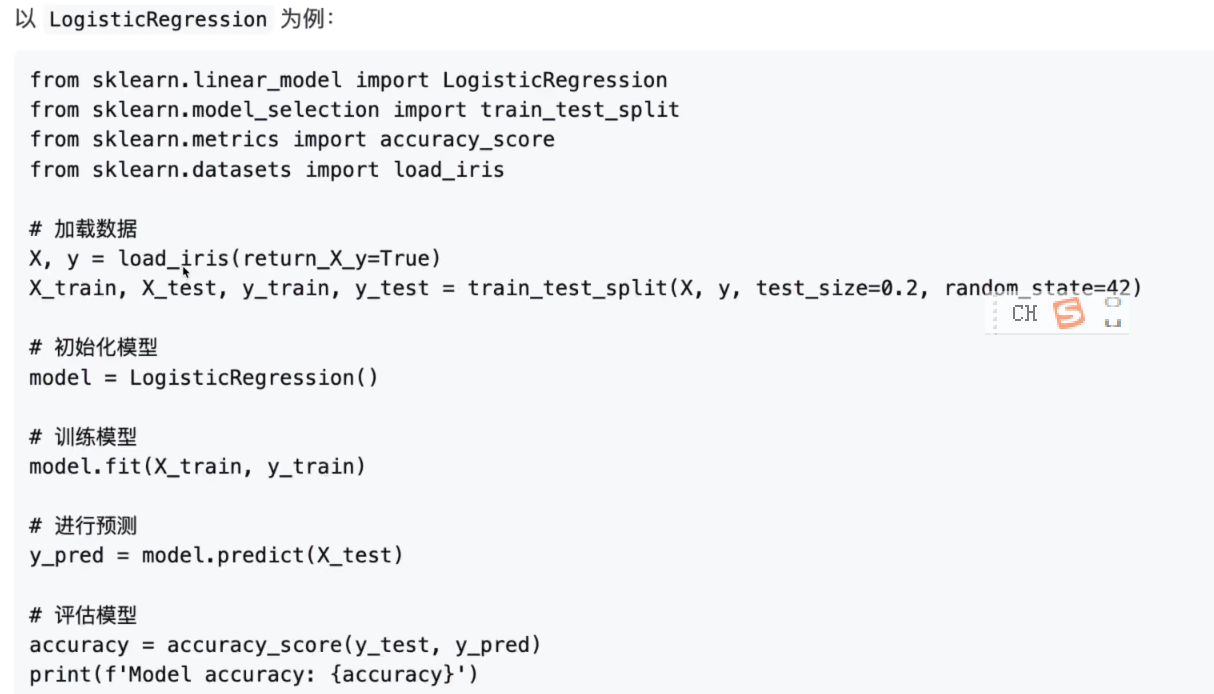 以 LogisticRegression 为例：
from sklearn.linear_model import LogisticRegression
from sklearn.model_selection import train_test_split
from sklearn.metrics import accuracy_score
from sklearn.datasets import load_iris
# 加载数据
X, y = load_iris(return_X_y=True)
X_train, X_test, y_train, y_test = train_test_split(X, y, test_size=0.2, random_state=42)
CH S
# 初始化模型
model = LogisticRegression()
# 训练模型
model.fit(X_train, y_train)
# 进行预测
y_pred = model.predict(X_test)
# 评估模型
accuracy = accuracy_score(y_test, y_pred)
print(f'Model accuracy: {accuracy}')